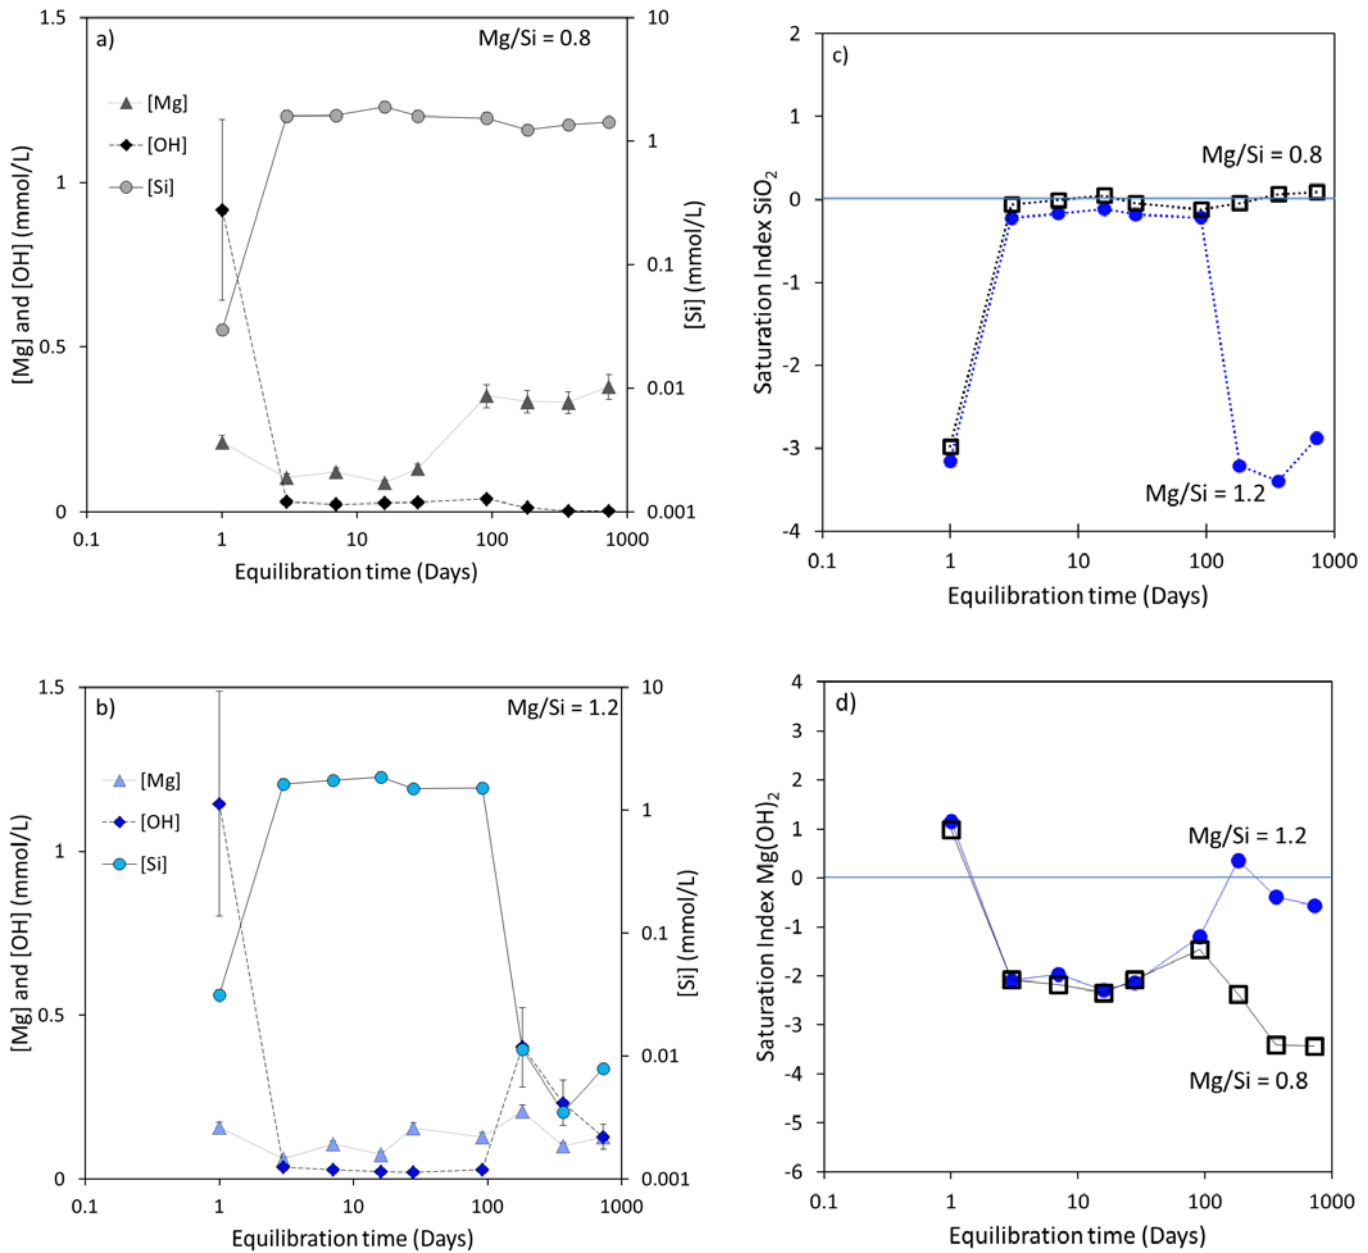 a)
Mg/Si = 0.8
[Mg]
[OH]
[Si]
1.5
1
0.5
0
10
1
0.1
0.01
0.001
0.1
1
10
100
1000
[Mg] and [OH] (mmol/L)
[Si] (mmol/L)
Equilibration time (Days)
c)
Mg/Si = 0.8
Mg/Si = 1.2
2
1
0
-1
-2
-3
-4
0.1
1
10
100
1000
Saturation Index SiO2
Equilibration time (Days)
b)
Mg/Si = 1.2
[Mg]
[OH]
[Si]
1.5
1
0.5
0
10
1
0.1
0.01
0.001
0.1
1
10
100
1000
[Mg] and [OH] (mmol/L)
[Si] (mmol/L)
Equilibration time (Days)
d)
Mg/Si = 1.2
Mg/Si = 0.8
4
3
2
1
0
-1
-2
-3
-4
-5
-6
0.1
1
10
100
1000
Saturation Index Mg(OH)2
Equilibration time (Days)